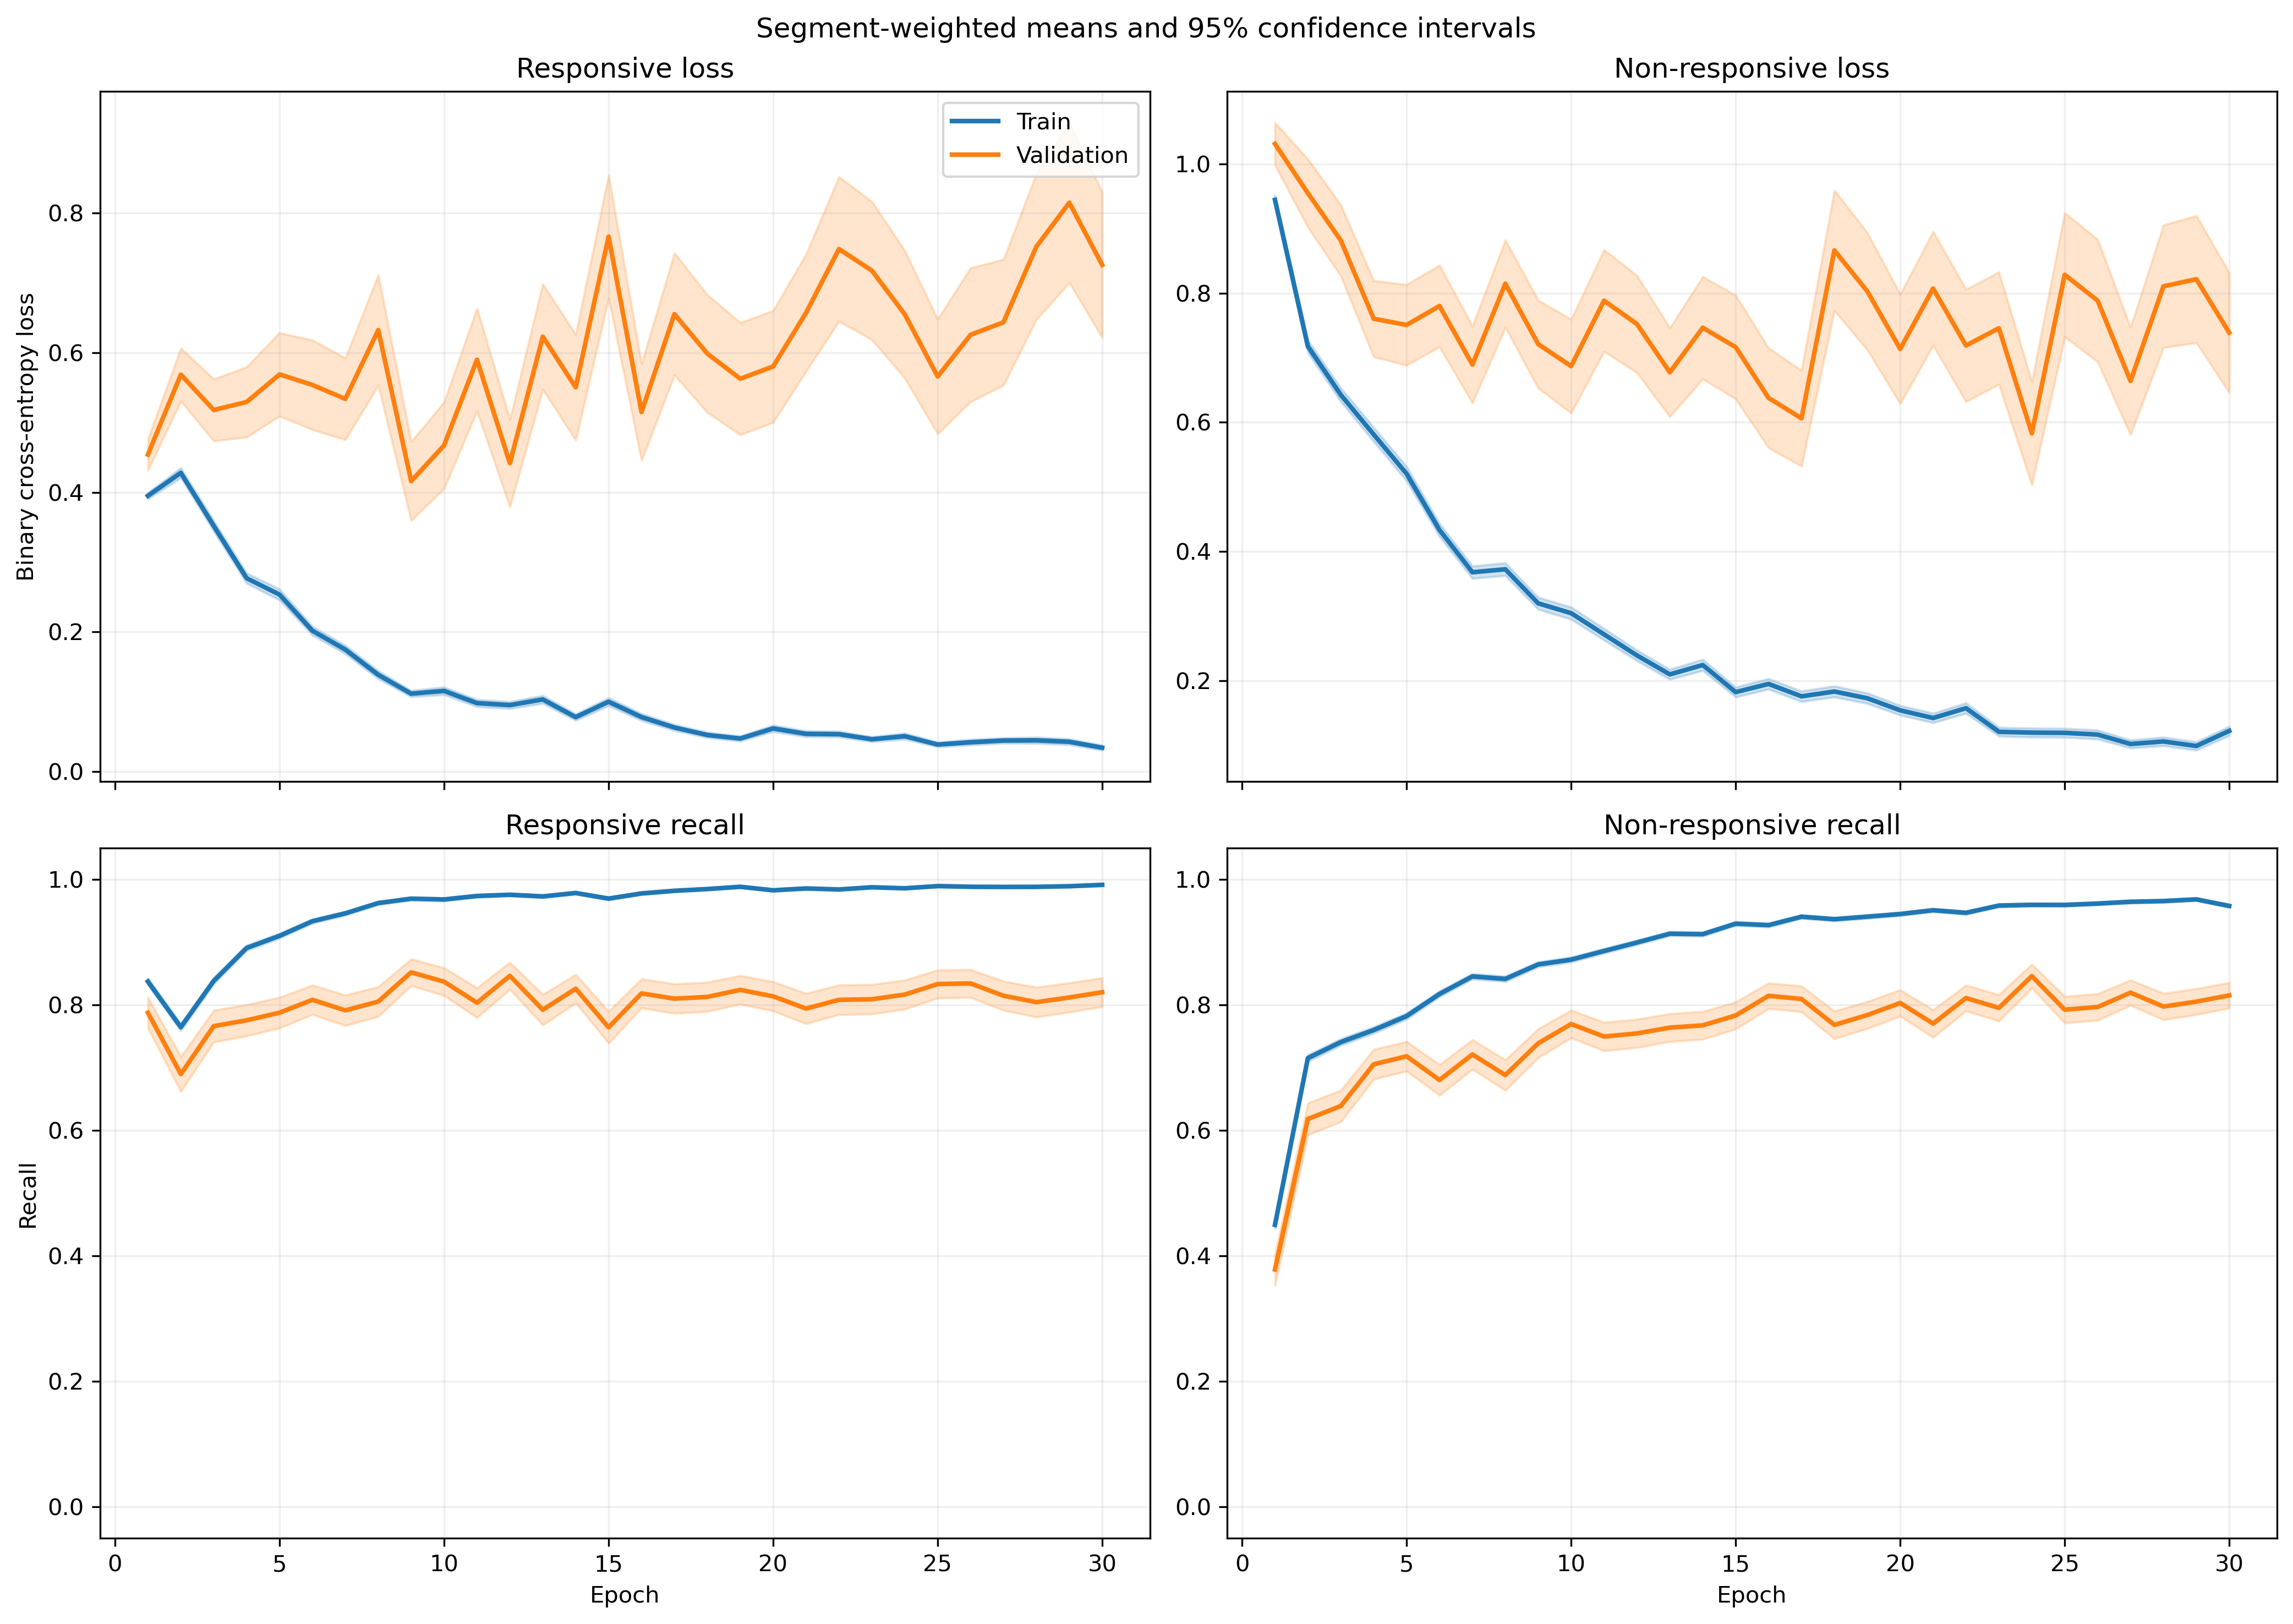 Segment-weighted means and 95% confidence intervals
Responsive loss
Non-responsive loss
Train
Validation
Binary cross-entropy loss
0.8
0.6
0.4
0.2
0.0
1.0
0.8
0.6
0.4
0.2
Responsive recall
Non-responsive recall
Recall
1.0
0.8
0.6
0.4
0.2
0.0
0 5 10 15 20 25 30
Epoch
1.0
0.8
0.6
0.4
0.2
0.0
0 5 10 15 20 25 30
Epoch